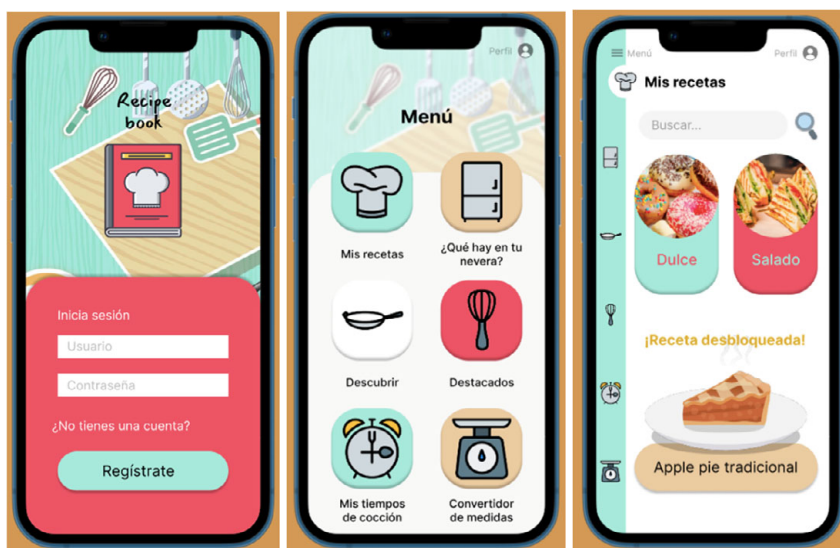 Recipe
book
Inicia sesión
Usuario
Contraseña
¿No tienes una cuenta?
Regístrate
Perfil
Menú
Mis recetas
¿Qué hay en tu
nevera?
Descubrir
Destacados
Mis tiempos
de cocción
Convertidor
de medidas
Menú
Perfil
Mis recetas
Buscar...
Dulce
Salado
¡Receta desbloqueada!
Apple pie tradicional